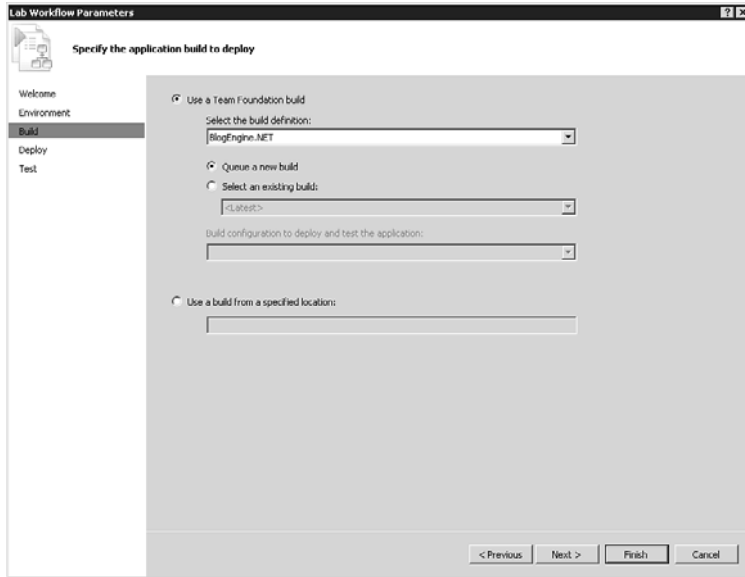 Lab Workflow Parameters
Specify the application build to deploy
Welcome
Environment
Build
Deploy
Test
Use a Team Foundation build
Select the build definition:
BlogEngine.NET
Queue a new build
Select an existing build:
<Latest>
Build configuration to deploy and test the application:
Use a build from a specified location:
< Previous Next > Finish Cancel